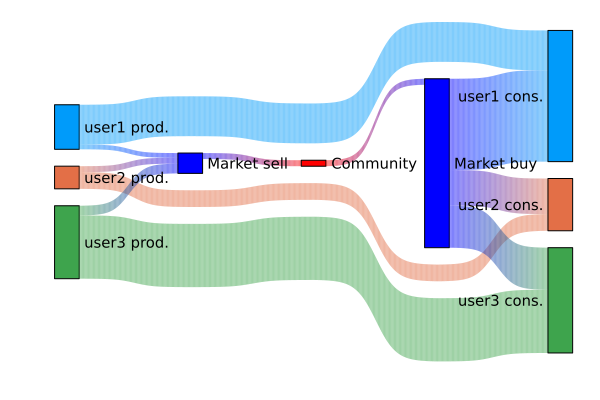 user1 prod.
user2 prod.
user3 prod.
Market sell
Community
Market buy
user1 cons.
user2 cons.
user3 cons.